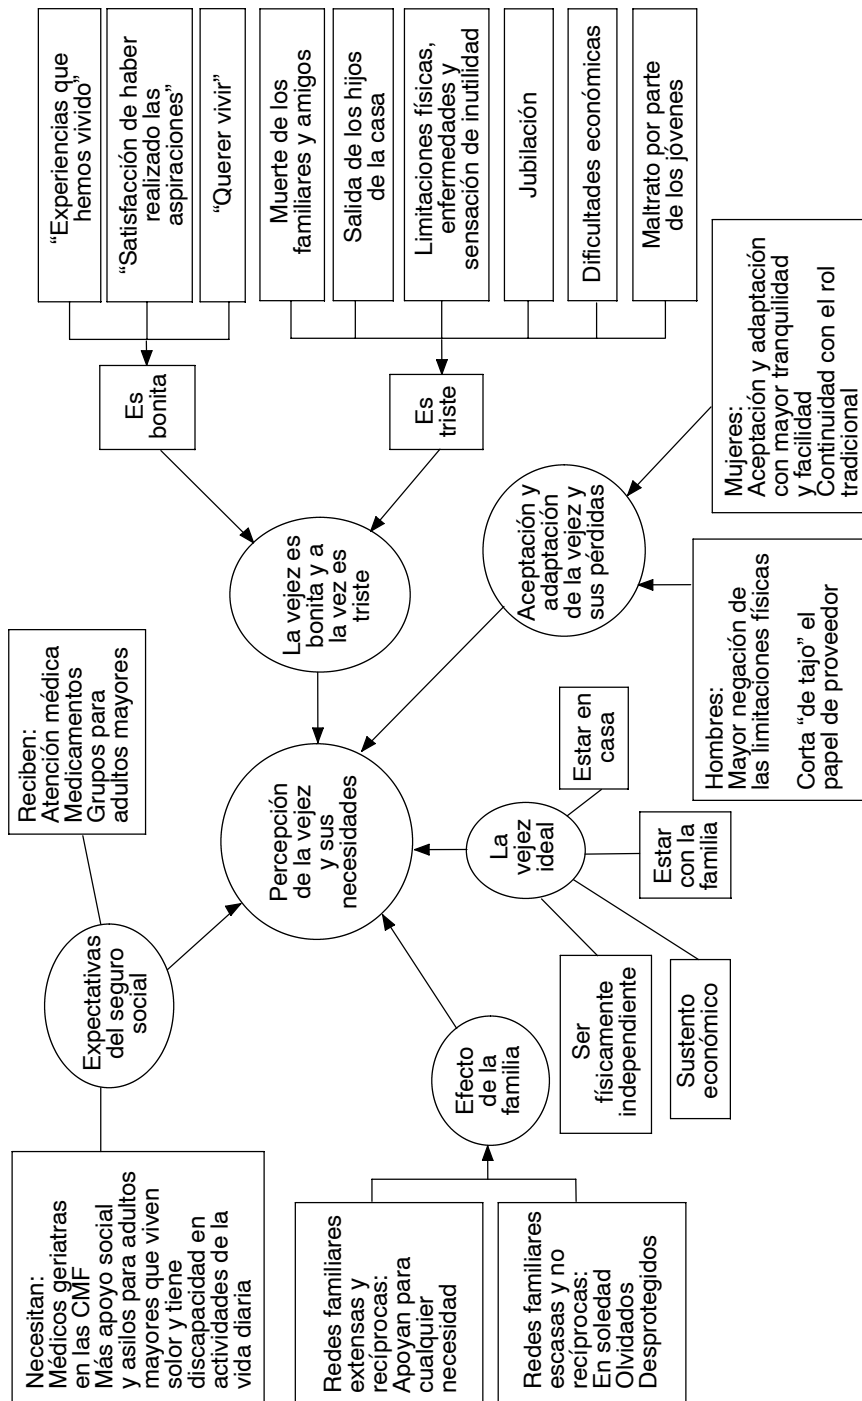 Necesitan:
Médicos geriatras
en las CMF
Más apoyo social
y asilos para adultos
mayores que viven
solor y tiene
discapacidad en
actividades de la
vida diaria
Expectativas
del seguro
social
Reciben:
Atención médica
Medicamentos
Grupos para
adultos mayores
Redes familiares
extensas y
recíprocas:
Apoyan para
cualquier
necesidad
Redes familiares
escasas y no
recíprocas:
En soledad
Olvidados
Desprotegidos
Efecto
de la
familia
Percepción
de la vejez
y sus
necesidades
La vejez es
bonita y a
la vez es
triste
Es
bonita
“Experiencias que
hemos vivido”
“Satisfacción de haber
realizado las
aspiraciones”
“Querer vivir”
Es
triste
Muerte de los
familiares y amigos
Salida de los hijos
de la casa
Limitaciones físicas,
enfermedades y
sensación de inutilidad
Jubilación
Dificultades económicas
Maltrato por parte
de los jóvenes
La
vejez
ideal
Ser
físicamente
independiente
Sustento
económico
Estar
con la
familia
Estar en
casa
Aceptación y
adaptación
de la vejez y
sus pérdidas
Hombres:
Mayor negación de
las limitaciones físicas
Corta “de tajo” el
papel de proveedor
Mujeres:
Aceptación y adaptación
con mayor tranquilidad
y facilidad
Continuidad con el rol
tradicional